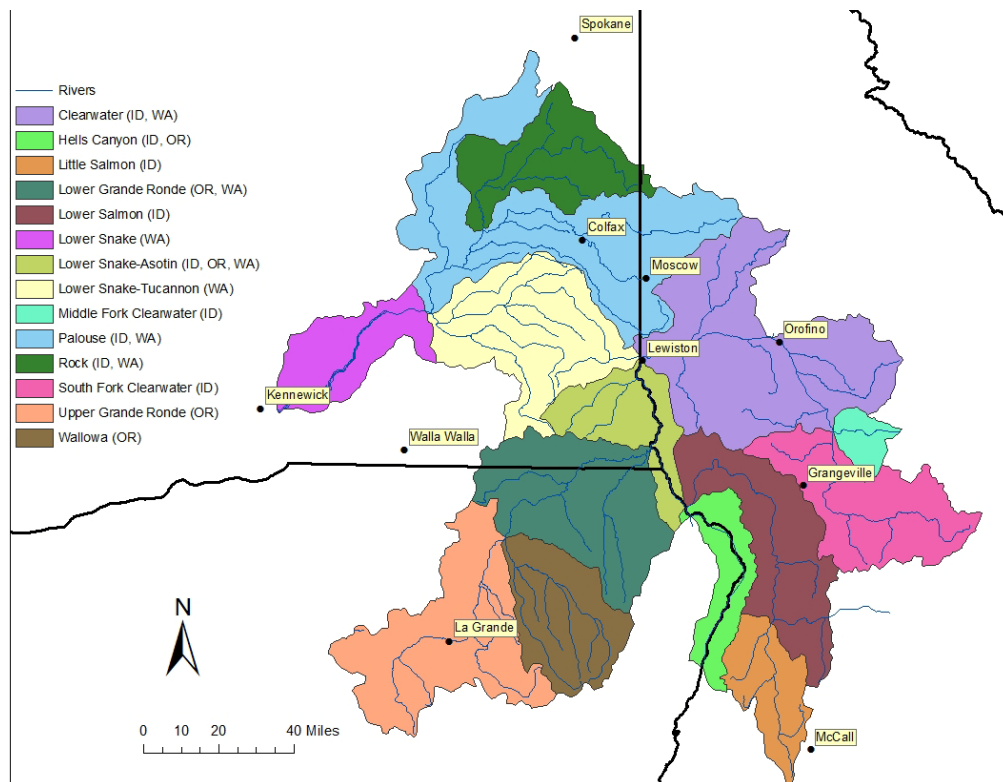 Spokane
Rivers
Clearwater (ID, WA)
Hells Canyon (ID, OR)
Little Salmon (ID)
Lower Grande Ronde (OR, WA)
Lower Salmon (ID)
Lower Snake (WA)
Lower Snake-Asotin (ID, OR, WA)
Lower Snake-Tucannon (WA)
Middle Fork Clearwater (ID)
Palouse (ID, WA)
Rock (ID, WA)
South Fork Clearwater (ID)
Upper Grande Ronde (OR)
Wallowa (OR)
Colfax
Moscow
Orofino
Lewiston
Kennewick
Walla Walla
Grangeville
La Grande
McCall
N
0 10 20 40 Miles